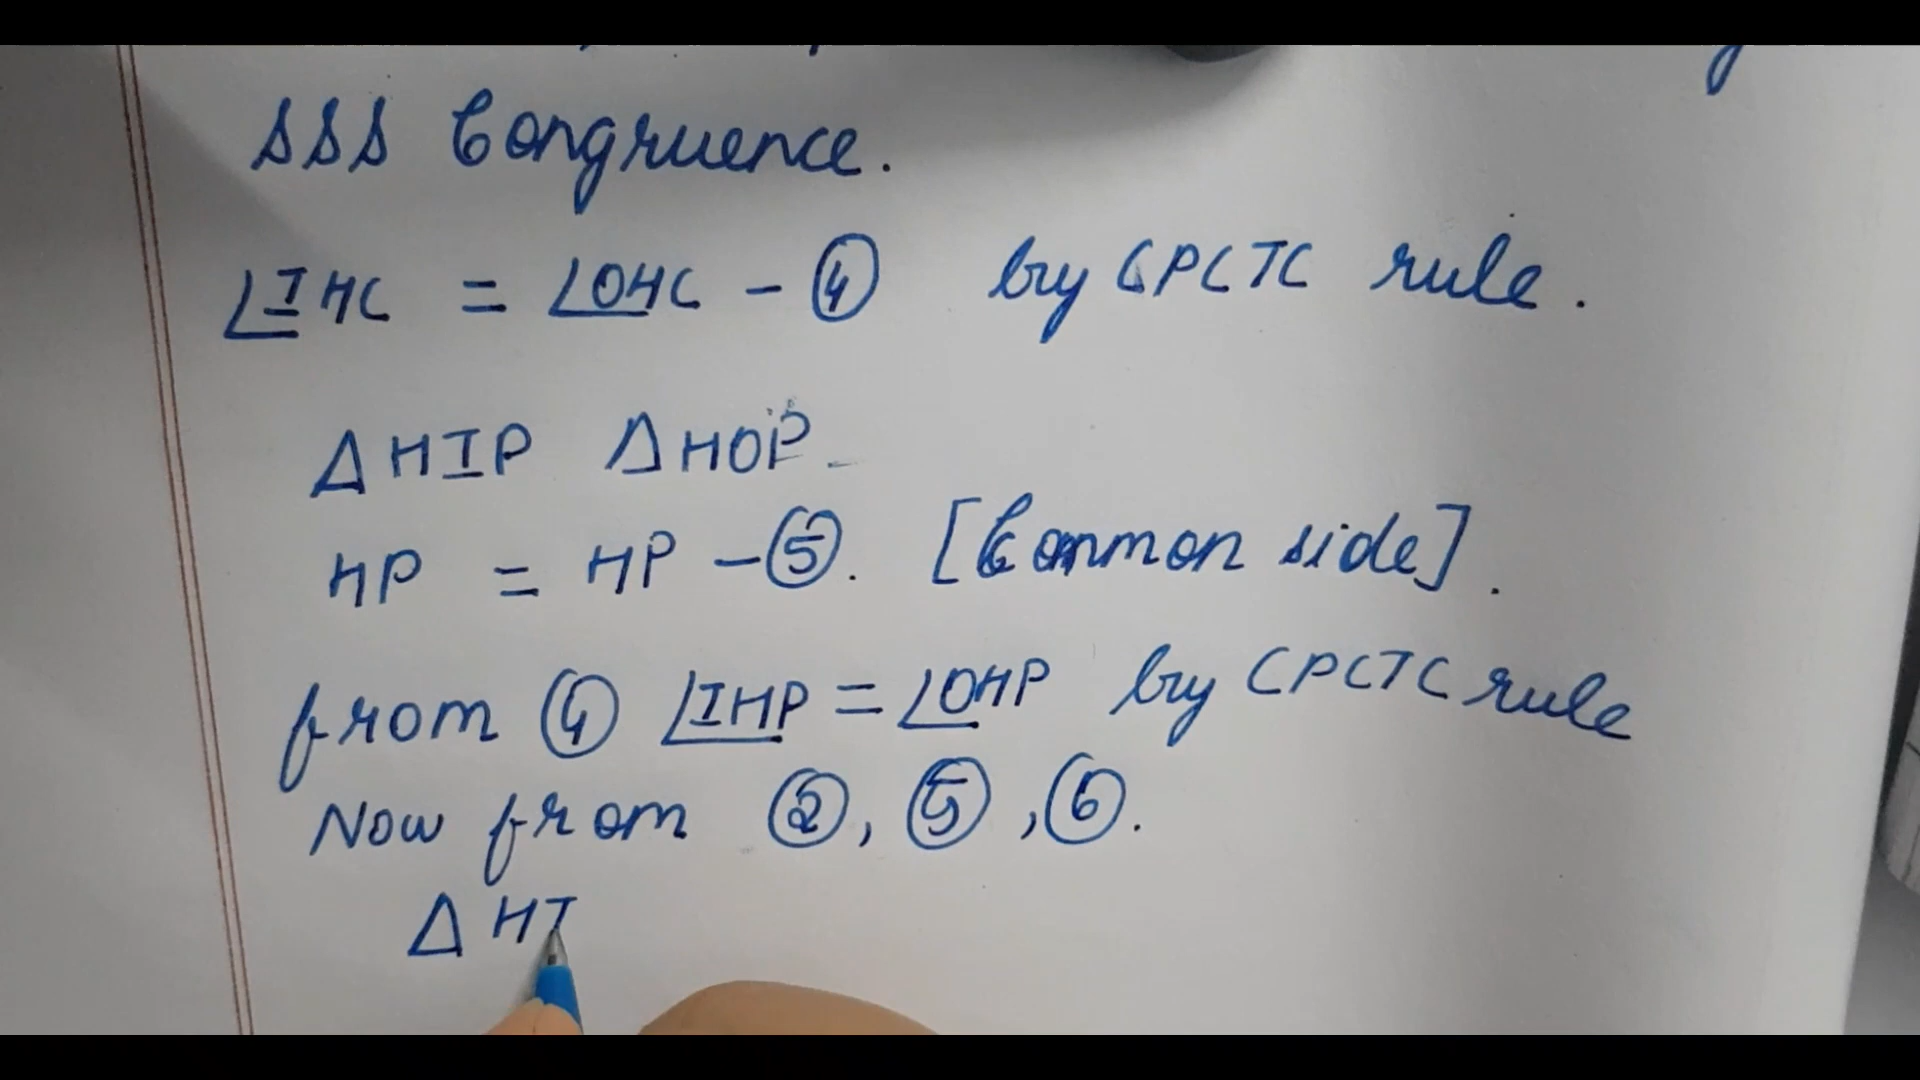 SSS Congruence.
∠IHC = ∠OHC - ④ by CPCTC rule.
ΔHIP ΔHOP
HP = HP - ⑤. [Common side].
from ④ ∠IHP = ∠OHP by CPCTC rule
Now from ②, ⑤, ⑥.
Δ HI